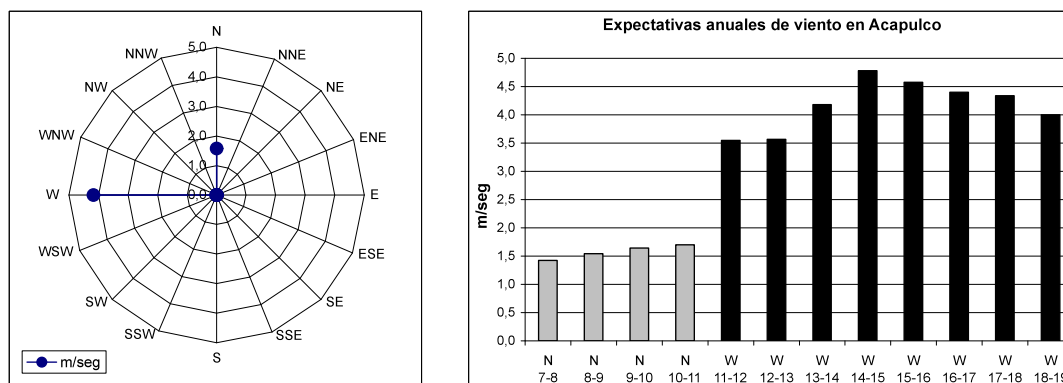 N
NNE
NE
ENE
E
ESE
SE
SSE
S
SSW
SW
WSW
W
WNW
NW
NNW
5,0
4,0
3,0
2,0
1,0
0,0
m/seg
Expectativas anuales de viento en Acapulco
m/seg
5,0
4,5
4,0
3,5
3,0
2,5
2,0
1,5
1,0
0,5
0,0
N N N N W W W W W W W W
7-8 8-9 9-10 10-11 11-12 12-13 13-14 14-15 15-16 16-17 17-18 18-19